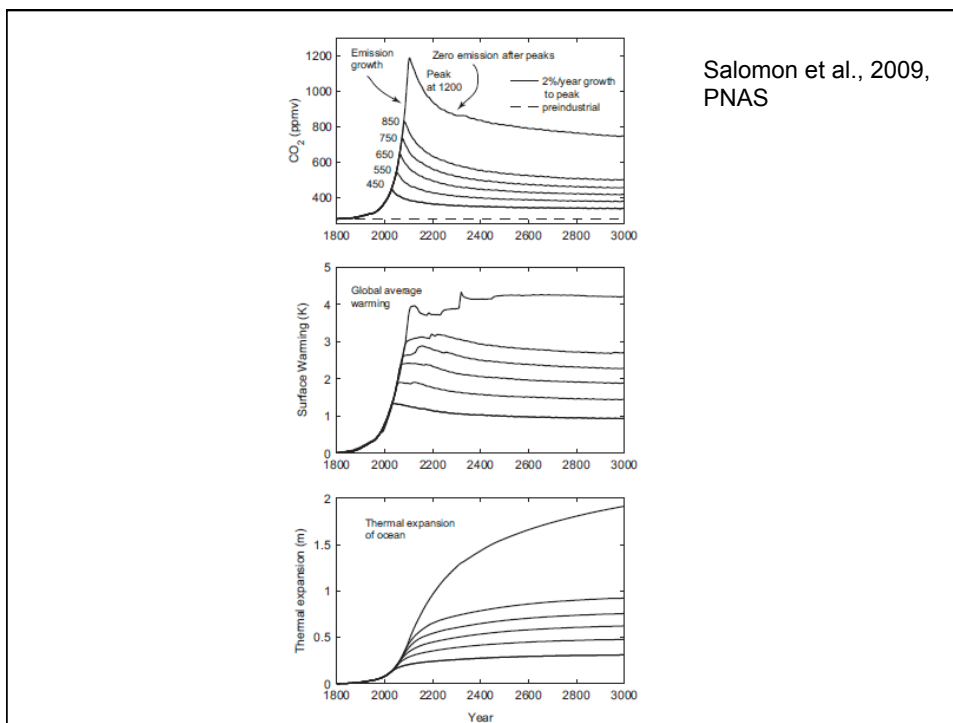 Salomon et al., 2009,
PNAS
Emission
growth
Zero emission after peaks
Peak
at 1200
2%/year growth
to peak
preindustrial
CO2 (ppmv)
1200
1000
800
600
400
850
750
650
550
450
1800 2000 2200 2400 2600 2800 3000
Global average
warming
Surface Warming (K)
5
4
3
2
1
0
1800 2000 2200 2400 2600 2800 3000
Thermal expansion
of ocean
Thermal expansion (m)
2
1.5
1
0.5
0
1800 2000 2200 2400 2600 2800 3000
Year